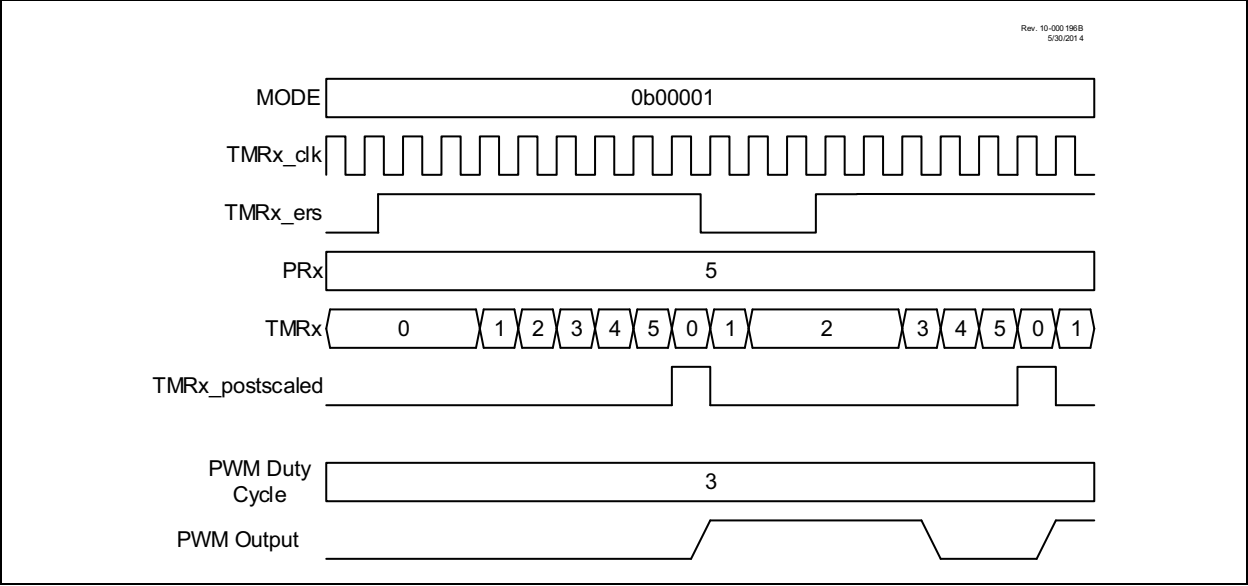 Rev. 10-000196B
5/30/2014
MODE 0b00001
TMRx_clk
TMRx_ers
PRx 5
TMRx 0 1 2 3 4 5 0 1 2 3 4 5 0 1
TMRx_postscaled
PWM Duty
Cycle 3
PWM Output